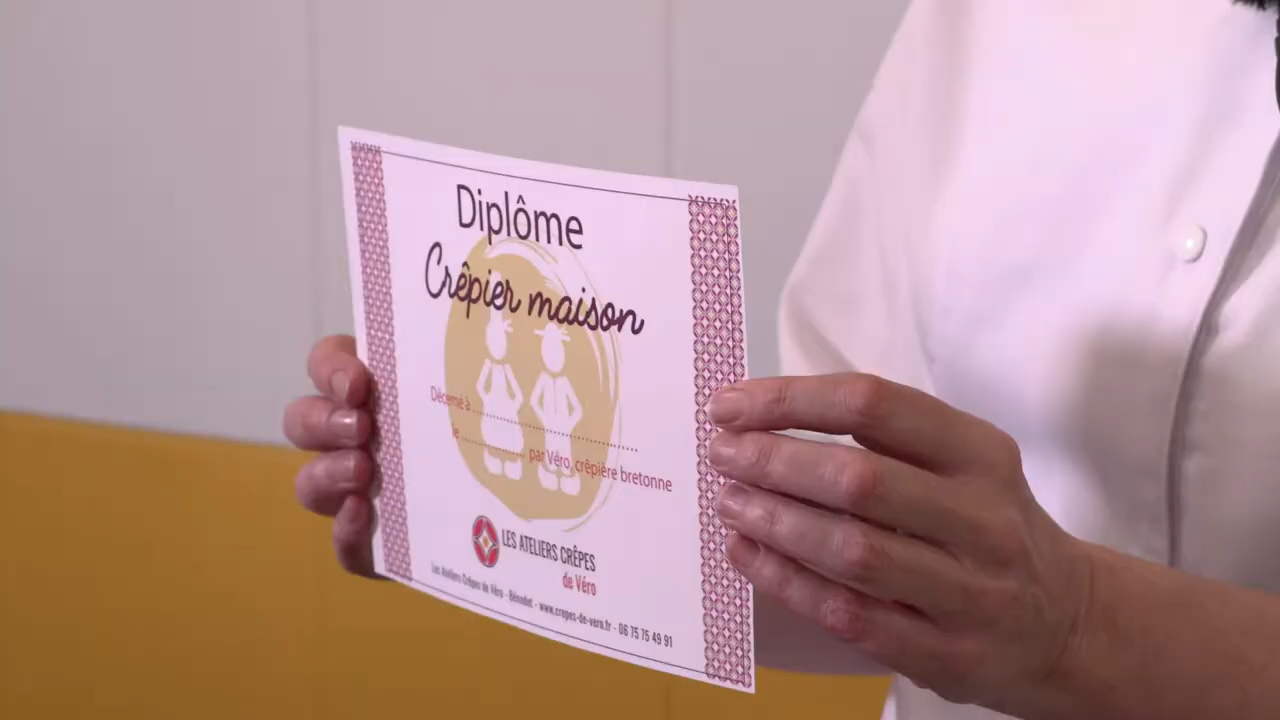 Diplôme
Crêpier maison
Décerné à ....................................
le .............. par Véro, crêpière bretonne
LES ATELIERS CRÊPES
de Véro
Les Ateliers Crêpes de Véro - Bénodet - www.crepes-de-vero.fr - 06 75 75 49 91